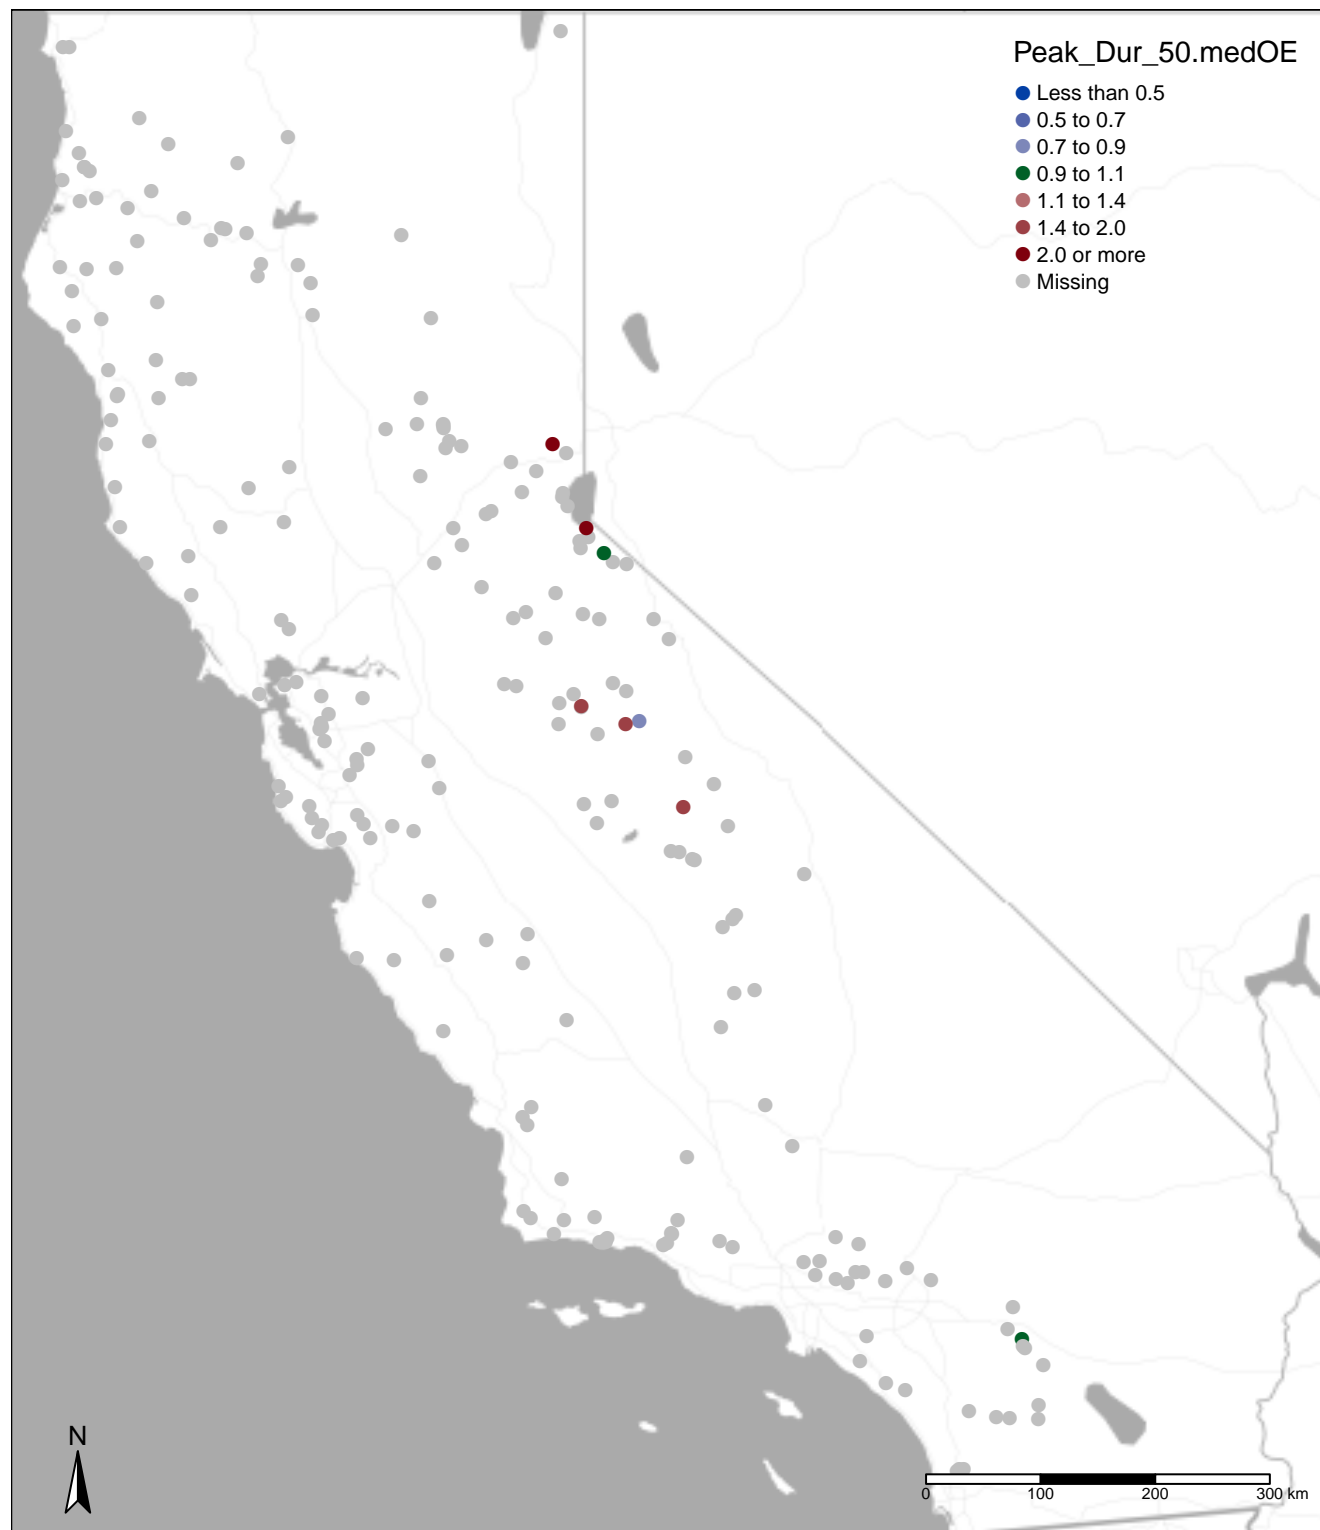 Peak_Dur_50.medOE
Less than 0.5
0.5 to 0.7
0.7 to 0.9
0.9 to 1.1
1.1 to 1.4
1.4 to 2.0
2.0 or more
Missing
N
0 100 200 300 km